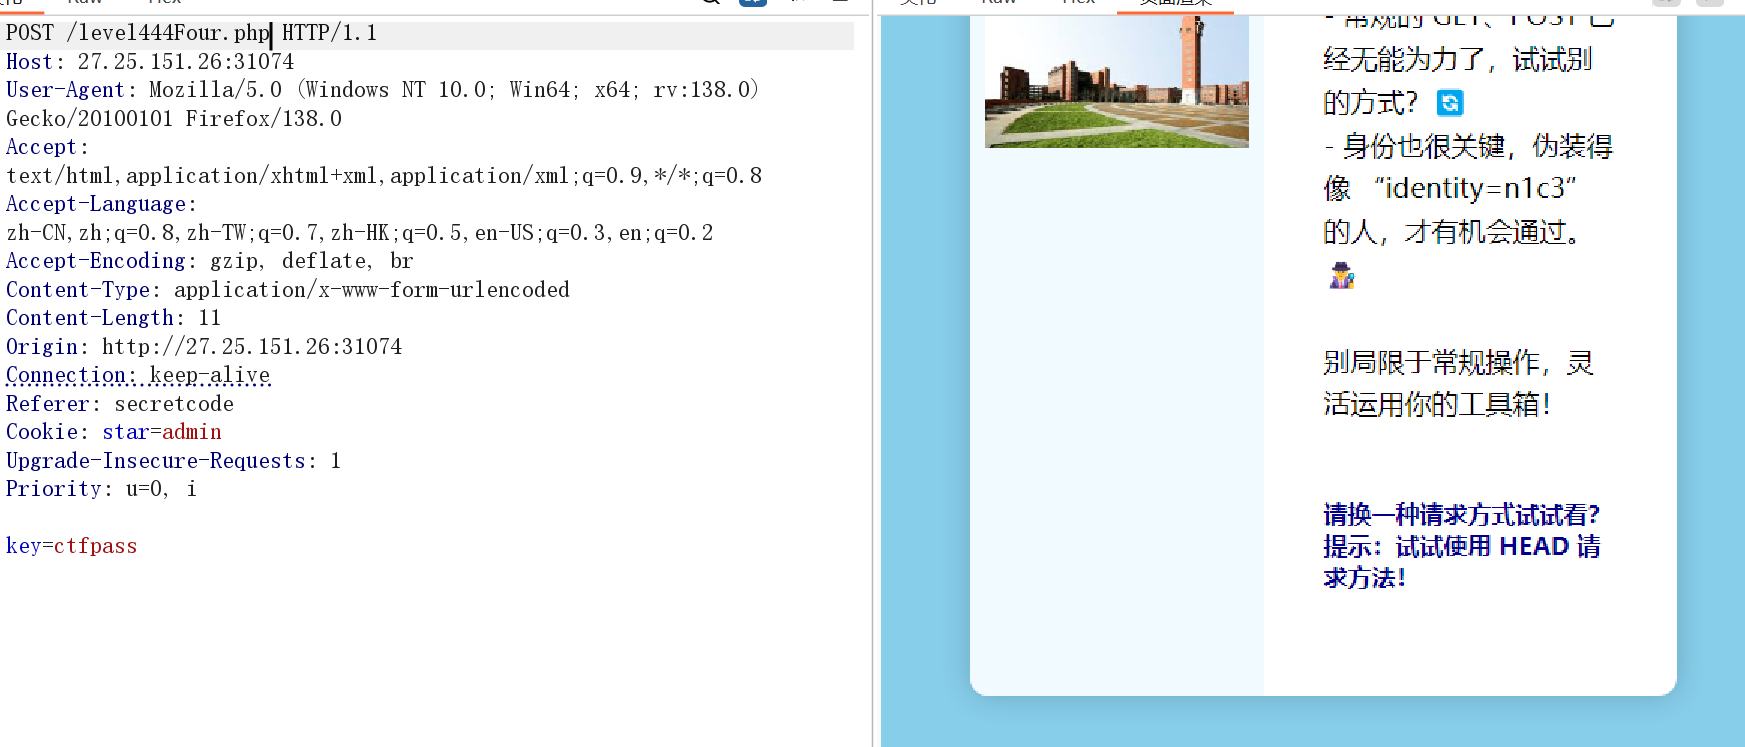 POST /level444Four.php HTTP/1.1
Host: 27.25.151.26:31074
User-Agent: Mozilla/5.0 (Windows NT 10.0; Win64; x64; rv:138.0)
Gecko/20100101 Firefox/138.0
Accept:
text/html,application/xhtml+xml,application/xml;q=0.9,*/*;q=0.8
Accept-Language:
zh-CN,zh;q=0.8,zh-TW;q=0.7,zh-HK;q=0.5,en-US;q=0.3,en;q=0.2
Accept-Encoding: gzip, deflate, br
Content-Type: application/x-www-form-urlencoded
Content-Length: 11
Origin: http://27.25.151.26:31074
Connection: keep-alive
Referer: secretcode
Cookie: star=admin
Upgrade-Insecure-Requests: 1
Priority: u=0, i
key=ctfpass
- 常规的 GET、POST 已
经无能为力了，试试别
的方式？🔄
- 身份也很关键，伪装得
像 “identity=n1c3”
的人，才有机会通过。
别局限于常规操作，灵
活运用你的工具箱！
请换一种请求方式试试看？
提示：试试使用 HEAD 请
求方法！